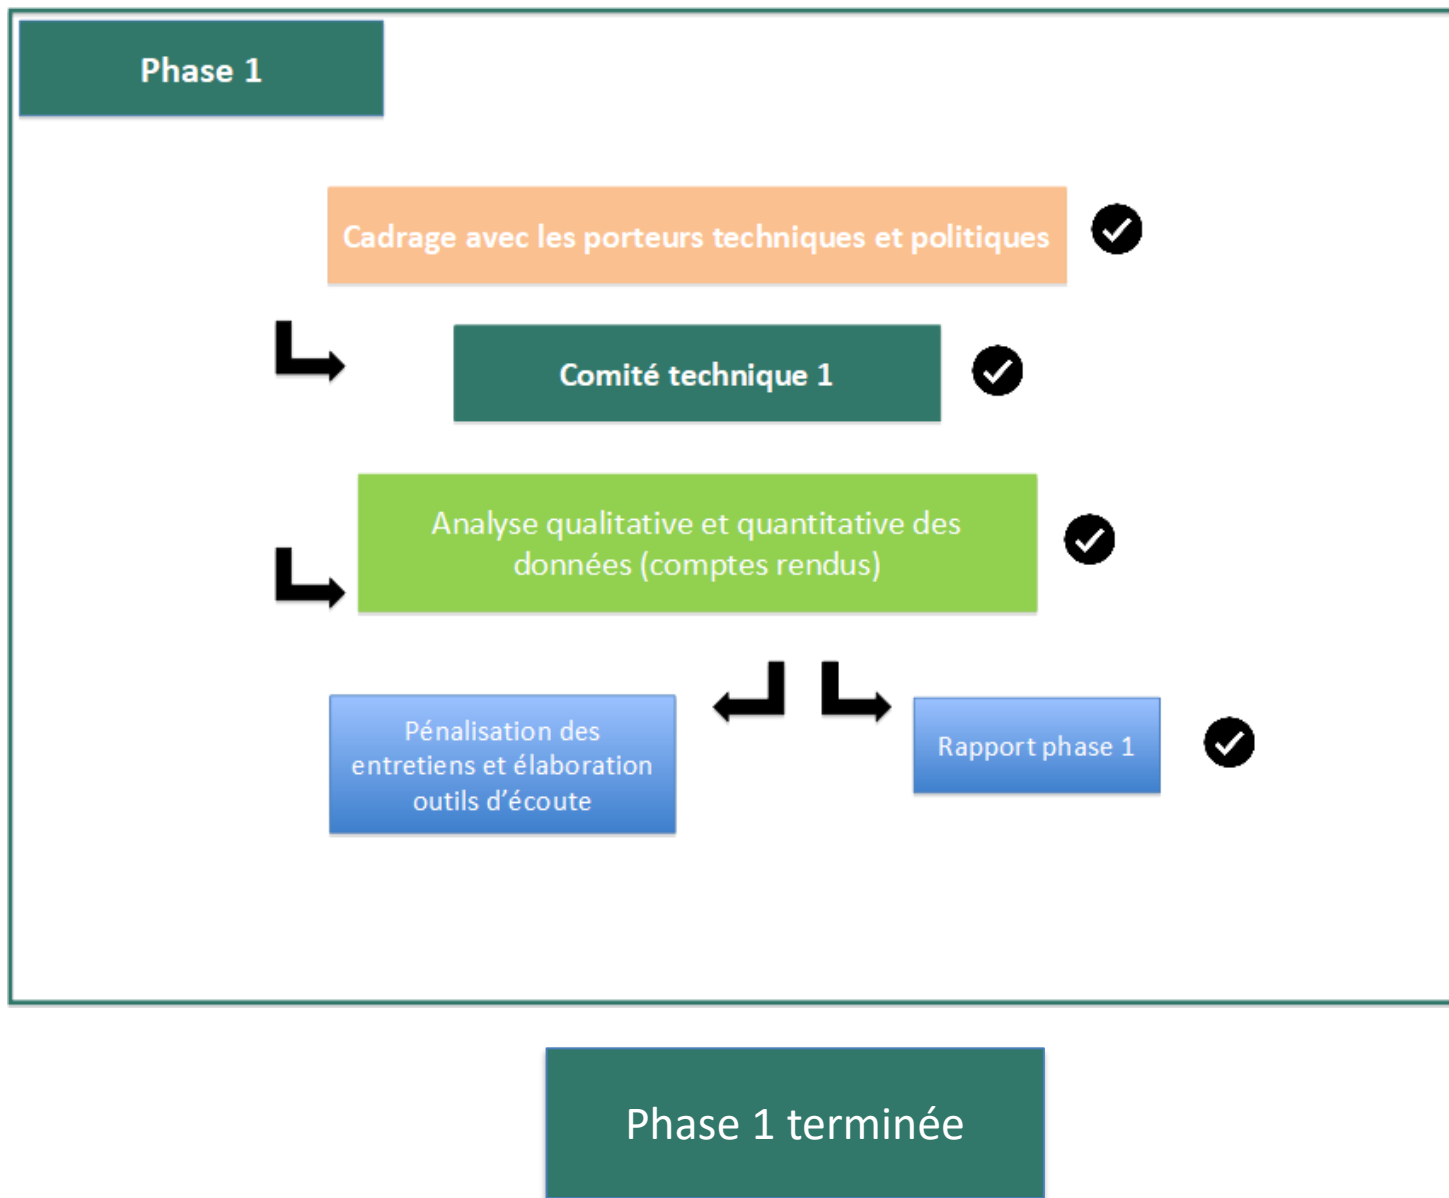 Phase 1
Cadrage avec les porteurs techniques et politiques
Comité technique 1
Analyse qualitative et quantitative des
données (comptes rendus)
Pénalisation des
entretiens et élaboration
outils d’écoute
Rapport phase 1
Phase 1 terminée